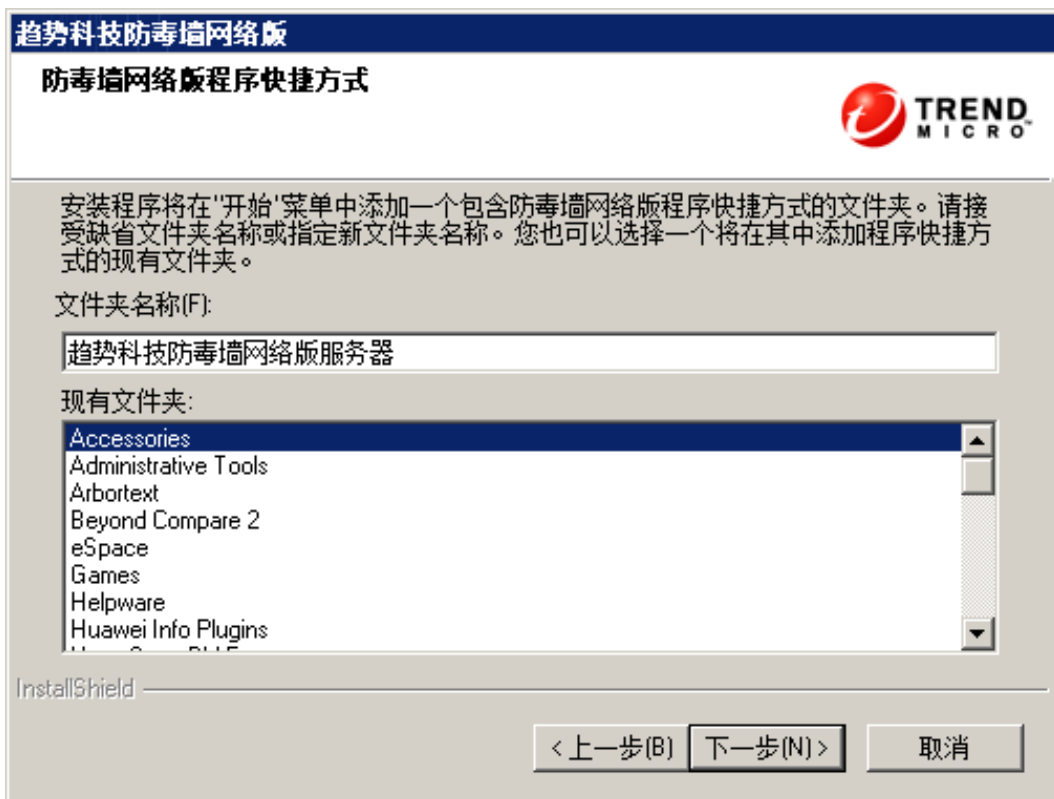 趋势科技防毒墙网络版
防毒墙网络版程序快捷方式
TREND
MICRO
安装程序将在"开始"菜单中添加一个包含防毒墙网络版程序快捷方式的文件夹。请接
受缺省文件夹名称或指定新文件夹名称。您也可以选择一个将在其中添加程序快捷方
式的现有文件夹。
文件夹名称(F):
趋势科技防毒墙网络版服务器
现有文件夹:
Accessories
Administrative Tools
Arbortext
Beyond Compare 2
eSpace
Games
Helpware
Huawei Info Plugins
InstallShield
< 上一步(B)
下一步(N) >
取消